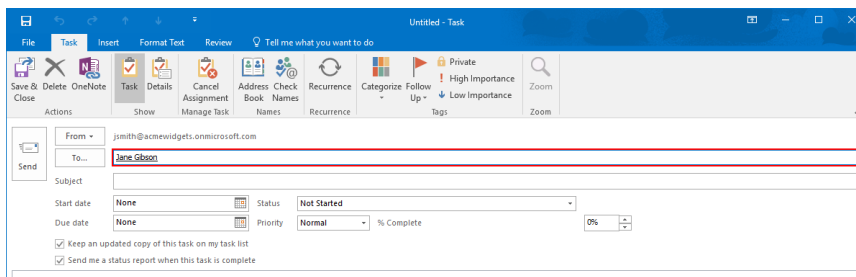 Untitled - Task
File Task Insert Format Text Review Tell me what you want to do
Save & Close Delete OneNote Task Details Cancel Assignment Address Book Check Names Recurrence Categorize Follow Up Private High Importance Low Importance Zoom
Actions Show Manage Task Names Recurrence Tags Zoom
From jsmith@acmewidgets.onmicrosoft.com
Send To... Jane Gibson
Subject
Start date None Status Not Started
Due date None Priority Normal % Complete 0%
Keep an updated copy of this task on my task list
Send me a status report when this task is complete